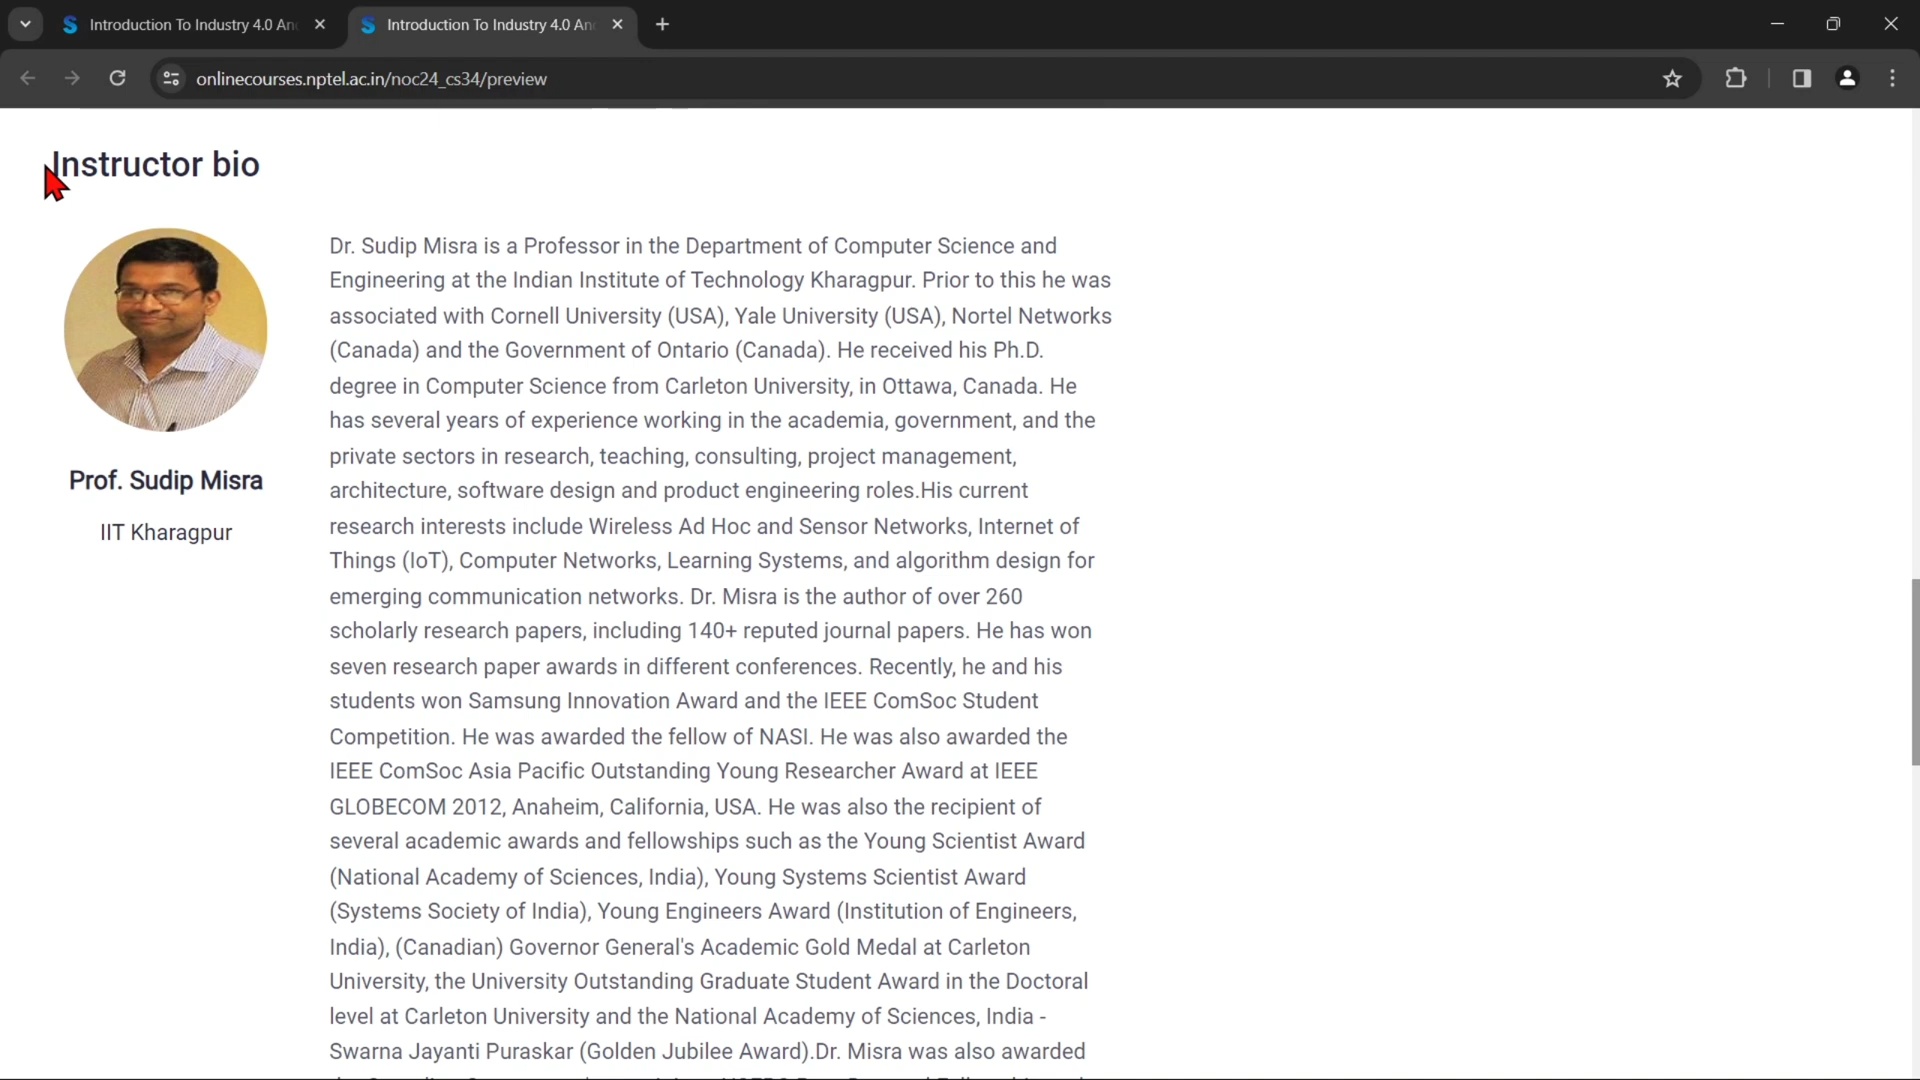 Introduction To Industry 4.0 An
Introduction To Industry 4.0 An
onlinecourses.nptel.ac.in/noc24_cs34/preview
Instructor bio
Prof. Sudip Misra
IIT Kharagpur
Dr. Sudip Misra is a Professor in the Department of Computer Science and
Engineering at the Indian Institute of Technology Kharagpur. Prior to this he was
associated with Cornell University (USA), Yale University (USA), Nortel Networks
(Canada) and the Government of Ontario (Canada). He received his Ph.D.
degree in Computer Science from Carleton University, in Ottawa, Canada. He
has several years of experience working in the academia, government, and the
private sectors in research, teaching, consulting, project management,
architecture, software design and product engineering roles.His current
research interests include Wireless Ad Hoc and Sensor Networks, Internet of
Things (IoT), Computer Networks, Learning Systems, and algorithm design for
emerging communication networks. Dr. Misra is the author of over 260
scholarly research papers, including 140+ reputed journal papers. He has won
seven research paper awards in different conferences. Recently, he and his
students won Samsung Innovation Award and the IEEE ComSoc Student
Competition. He was awarded the fellow of NASI. He was also awarded the
IEEE ComSoc Asia Pacific Outstanding Young Researcher Award at IEEE
GLOBECOM 2012, Anaheim, California, USA. He was also the recipient of
several academic awards and fellowships such as the Young Scientist Award
(National Academy of Sciences, India), Young Systems Scientist Award
(Systems Society of India), Young Engineers Award (Institution of Engineers,
India), (Canadian) Governor General's Academic Gold Medal at Carleton
University, the University Outstanding Graduate Student Award in the Doctoral
level at Carleton University and the National Academy of Sciences, India -
Swarna Jayanti Puraskar (Golden Jubilee Award).Dr. Misra was also awarded